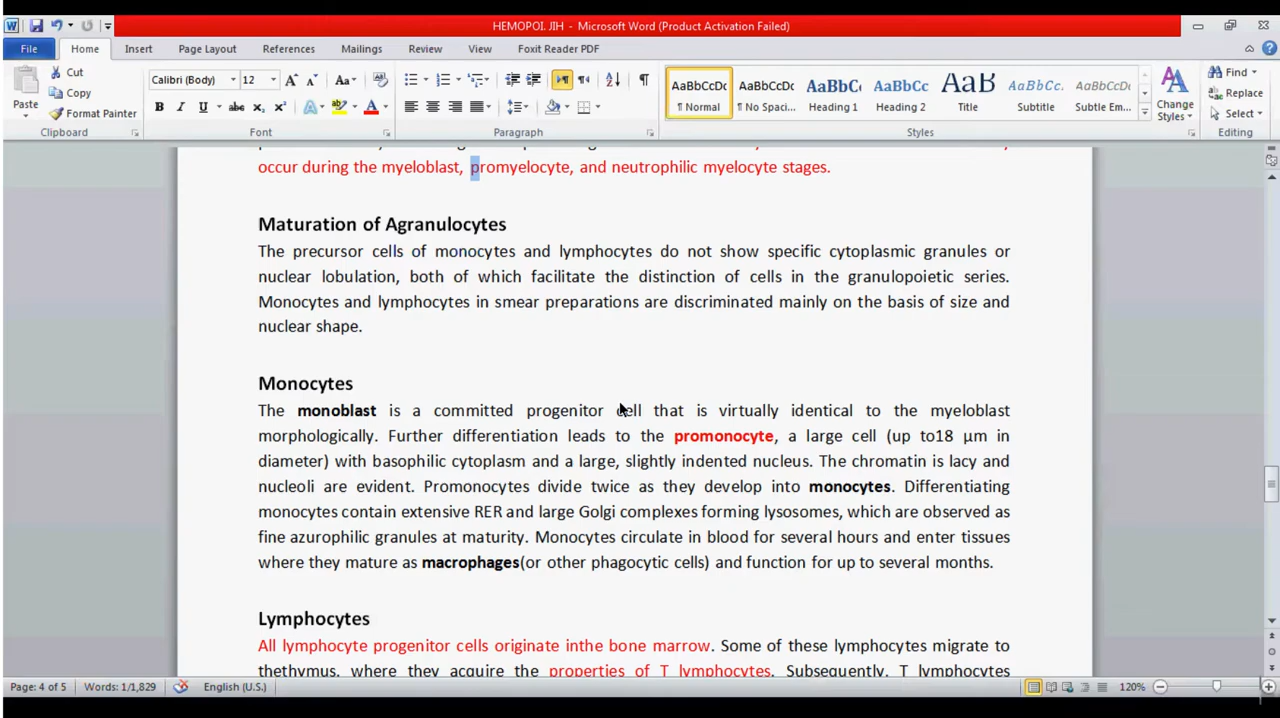 HEMOPOI. JIH - Microsoft Word (Product Activation Failed)
File Home Insert Page Layout References Mailings Review View Foxit Reader PDF
Cut
Copy
Format Painter
Paste
Clipboard
Calibri (Body) 12
Font
Paragraph
AaBbCcDc AaBbCcDc AaBbC AaBbCc AaB AaBbCc. AaBbCcDc
¶ Normal ¶ No Spaci... Heading 1 Heading 2 Title Subtitle Subtle Em...
Change Styles
Styles
Find
Replace
Select
Editing
occur during the myeloblast, promyelocyte, and neutrophilic myelocyte stages.
Maturation of Agranulocytes
The precursor cells of monocytes and lymphocytes do not show specific cytoplasmic granules or
nuclear lobulation, both of which facilitate the distinction of cells in the granulopoietic series.
Monocytes and lymphocytes in smear preparations are discriminated mainly on the basis of size and
nuclear shape.
Monocytes
The monoblast is a committed progenitor cell that is virtually identical to the myeloblast
morphologically. Further differentiation leads to the promonocyte, a large cell (up to18 μm in
diameter) with basophilic cytoplasm and a large, slightly indented nucleus. The chromatin is lacy and
nucleoli are evident. Promonocytes divide twice as they develop into monocytes. Differentiating
monocytes contain extensive RER and large Golgi complexes forming lysosomes, which are observed as
fine azurophilic granules at maturity. Monocytes circulate in blood for several hours and enter tissues
where they mature as macrophages(or other phagocytic cells) and function for up to several months.
Lymphocytes
All lymphocyte progenitor cells originate inthe bone marrow. Some of these lymphocytes migrate to
thethymus, where they acquire the properties of T lymphocytes. Subsequently, T lymphocytes
Page: 4 of 5 Words: 1/1,829 English (U.S.) 120%